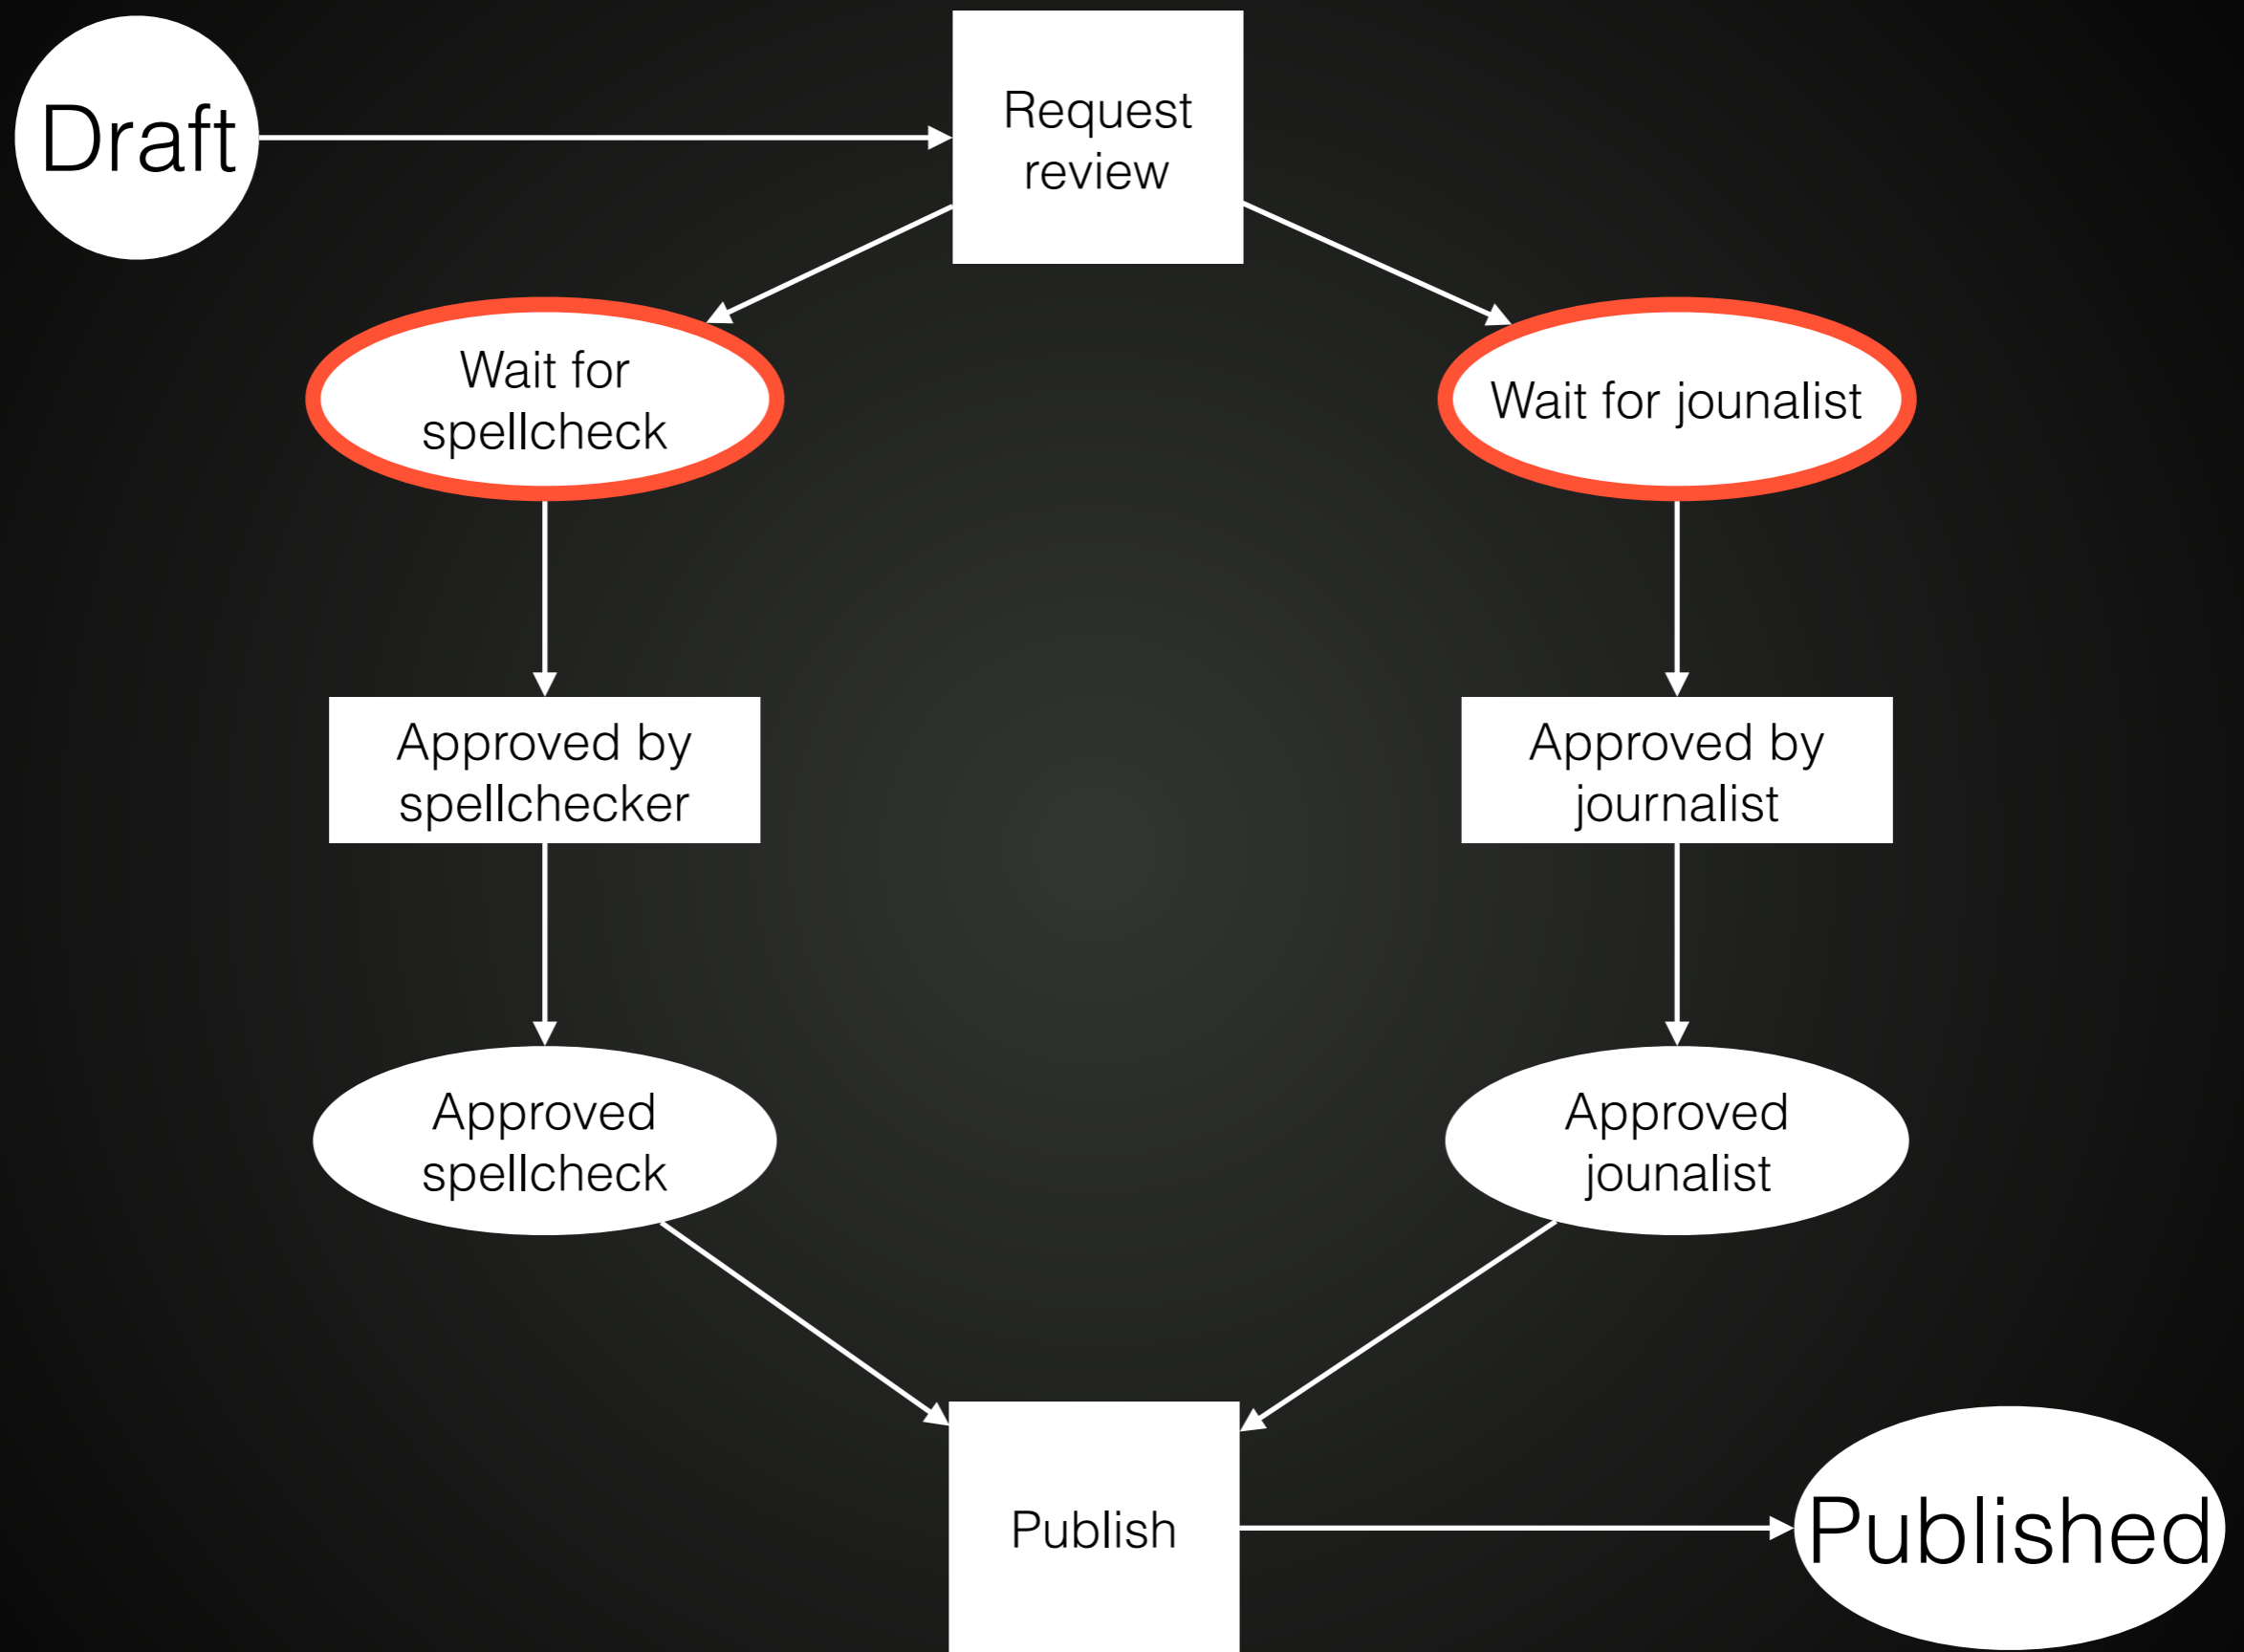 Draft
Request
review
Wait for
spellcheck
Wait for jounalist
Approved by
spellchecker
Approved by
journalist
Approved
spellcheck
Approved
jounalist
Publish
Published